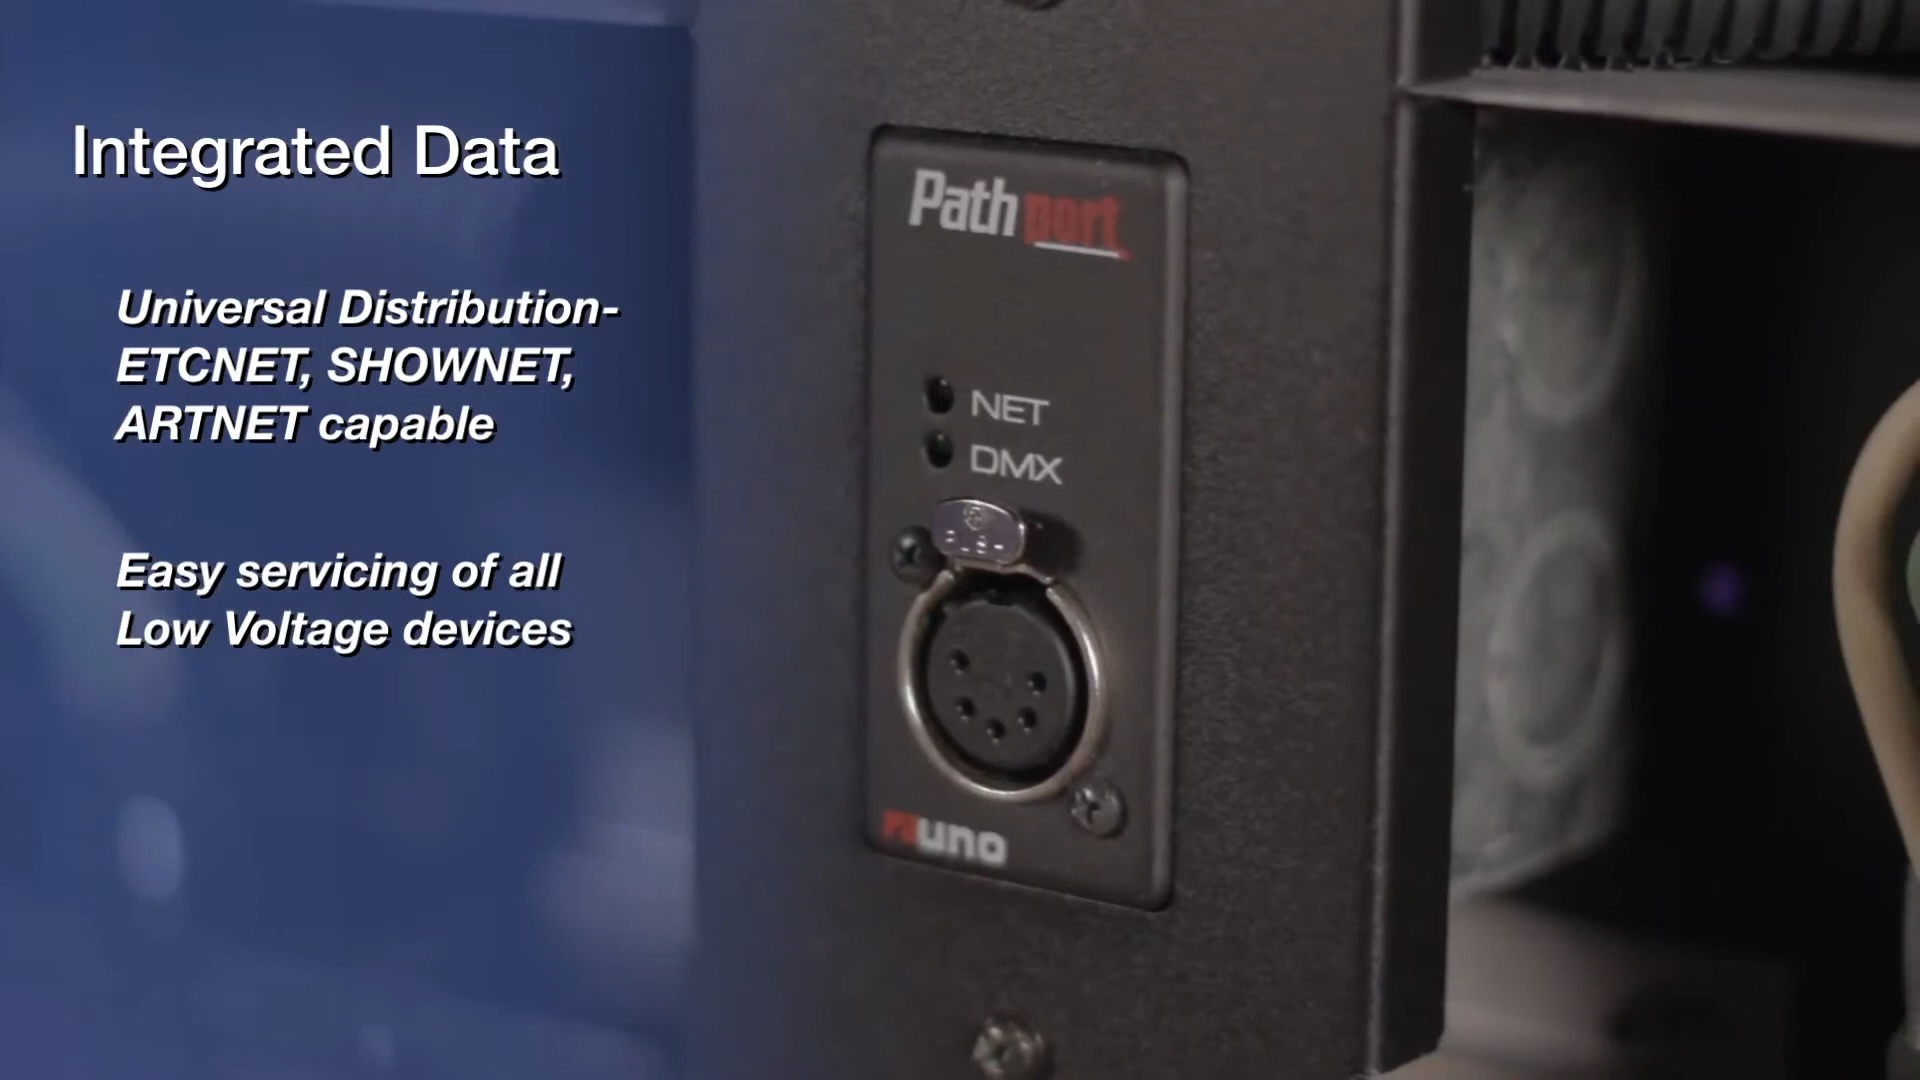 Integrated Data
Universal Distribution-
ETCNET, SHOWNET,
ARTNET capable
Easy servicing of all
Low Voltage devices
Pathport
NET
DMX
uno